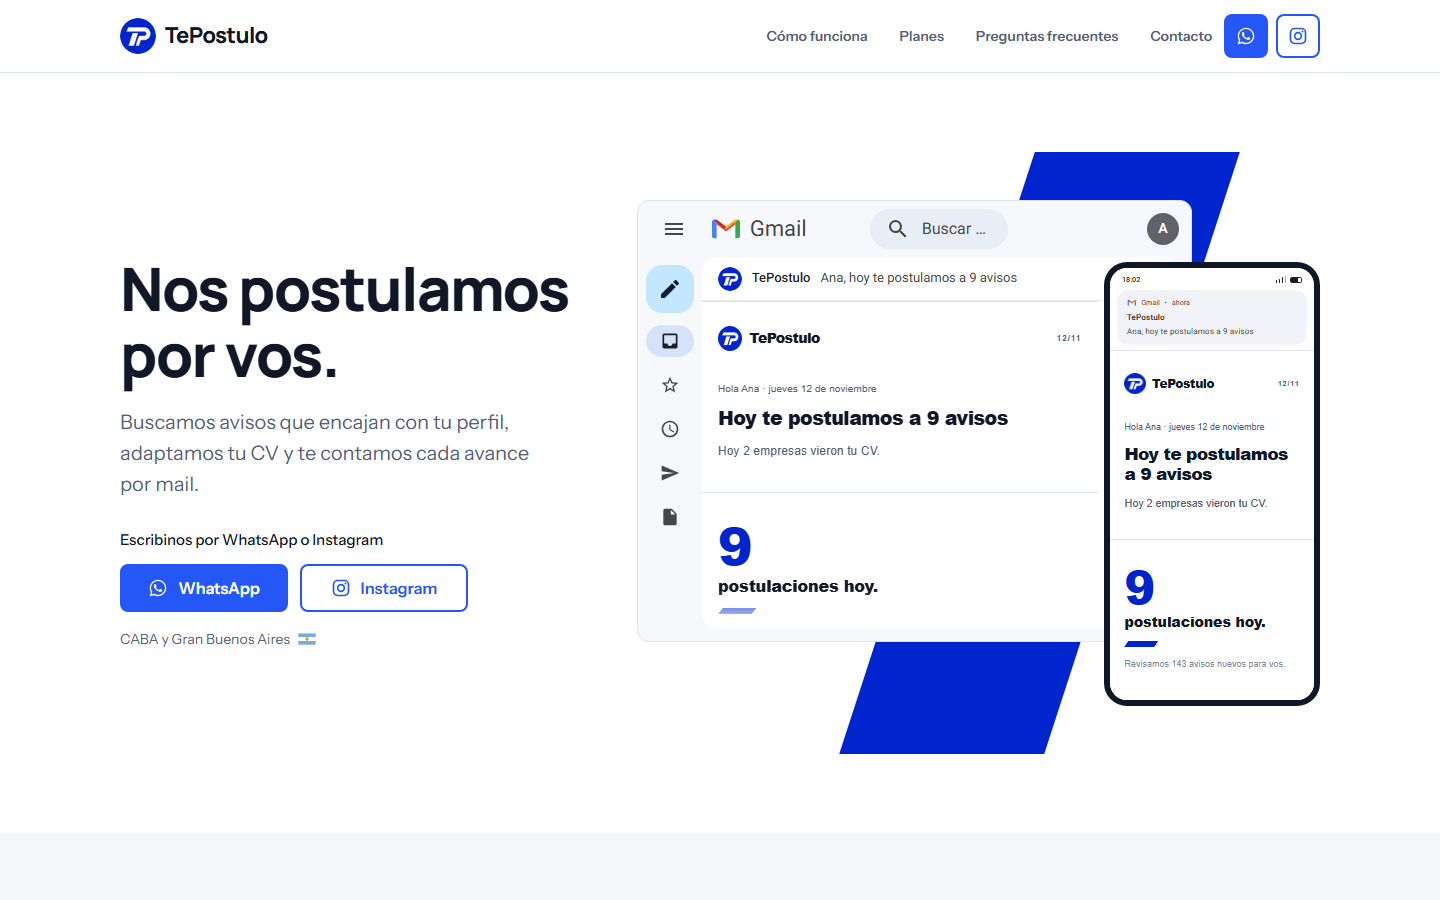 TePostulo
Cómo funciona
Planes
Preguntas frecuentes
Contacto
Nos postulamos
por vos.
Buscamos avisos que encajan con tu perfil,
adaptamos tu CV y te contamos cada avance
por mail.
Escribinos por WhatsApp o Instagram
WhatsApp
Instagram
CABA y Gran Buenos Aires
Gmail
Buscar ...
A
TePostulo Ana, hoy te postulamos a 9 avisos
TePostulo
12/11
Hola Ana · jueves 12 de noviembre
Hoy te postulamos a 9 avisos
Hoy 2 empresas vieron tu CV.
9
postulaciones hoy.
18:02
Gmail · ahora
TePostulo
Ana, hoy te postulamos a 9 avisos
TePostulo
12/11
Hola Ana · jueves 12 de noviembre
Hoy te postulamos
a 9 avisos
Hoy 2 empresas vieron tu CV.
9
postulaciones hoy.
Revisamos 143 avisos nuevos para vos.